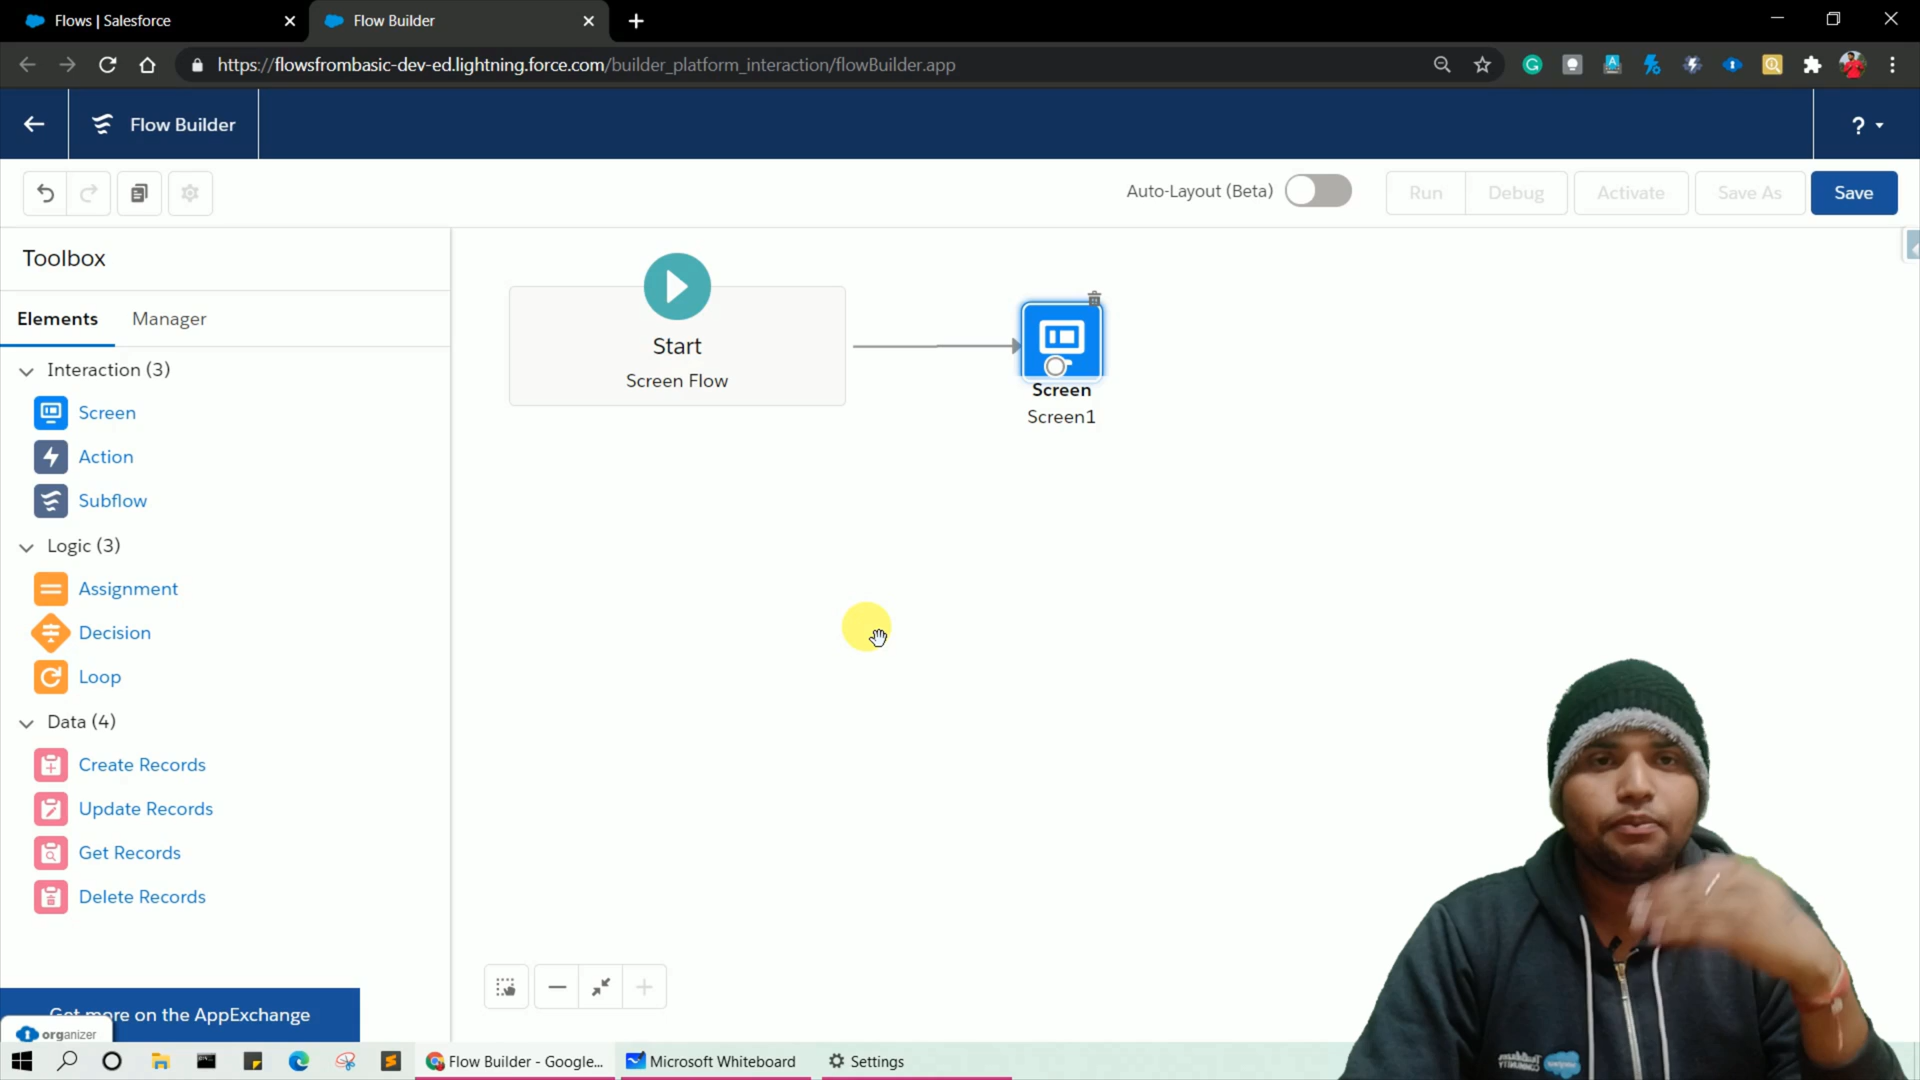 Flows | Salesforce
Flow Builder
https://flowsfrombasic-dev-ed.lightning.force.com/builder_platform_interaction/flowBuilder.app
Flow Builder
?
Auto-Layout (Beta)
Run
Debug
Activate
Save As
Save
Toolbox
Elements
Manager
Interaction (3)
Screen
Action
Subflow
Logic (3)
Assignment
Decision
Loop
Data (4)
Create Records
Update Records
Get Records
Delete Records
Start
Screen Flow
Screen
Screen1
Get more on the AppExchange
organizer
Flow Builder - Google...
Microsoft Whiteboard
Settings